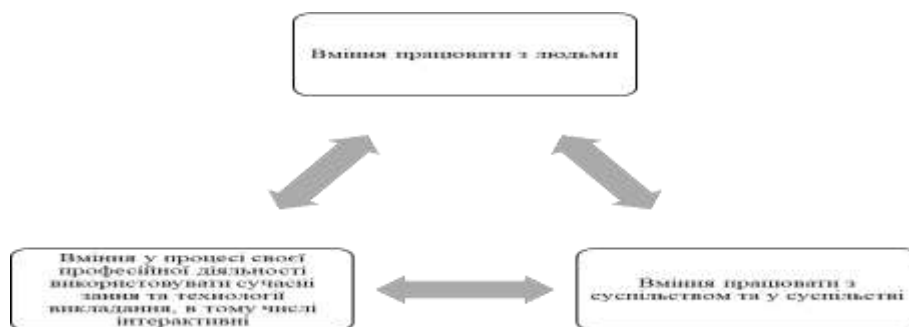 Вміння працювати з людьми
Вміння у процесі своєї
професійної діяльності
використовувати сучасні
зання та технології
викладання, в тому числі
інтерактивні
Вміння працювати з
суспільством та у суспільстві